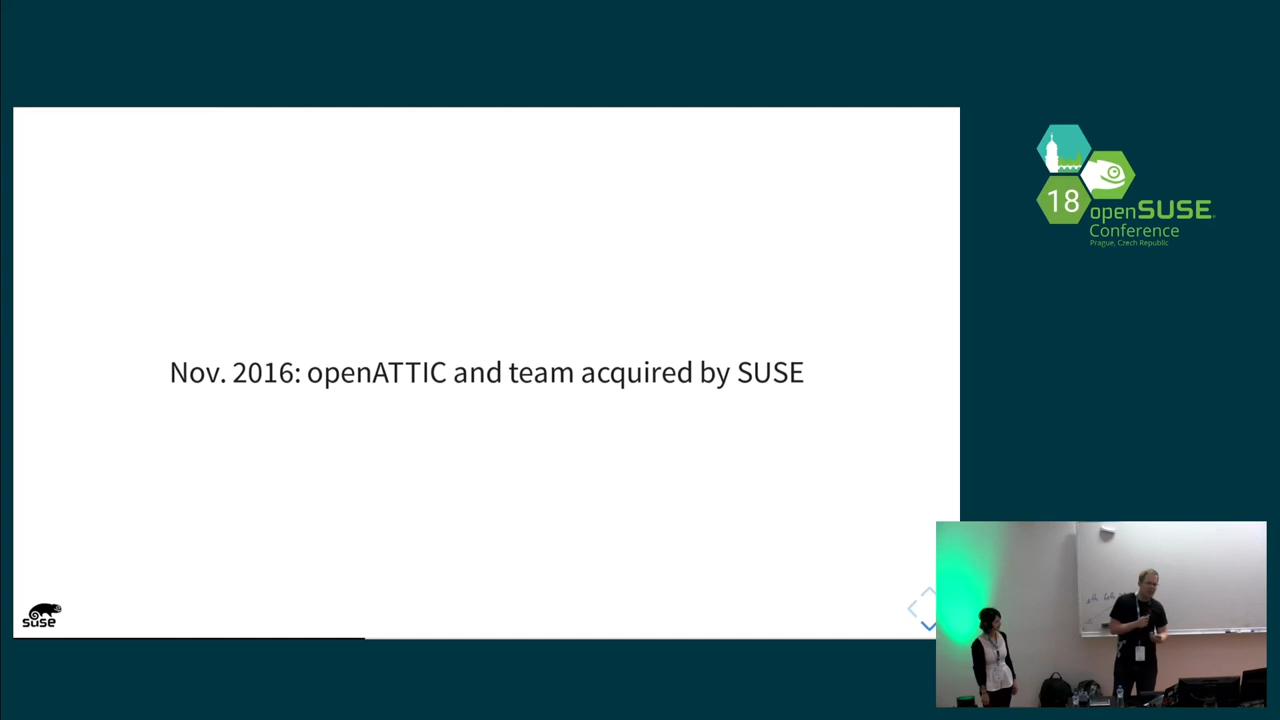 Nov. 2016: openATTIC and team acquired by SUSE
SUSE
18
openSUSE
Conference
Prague, Czech Republic